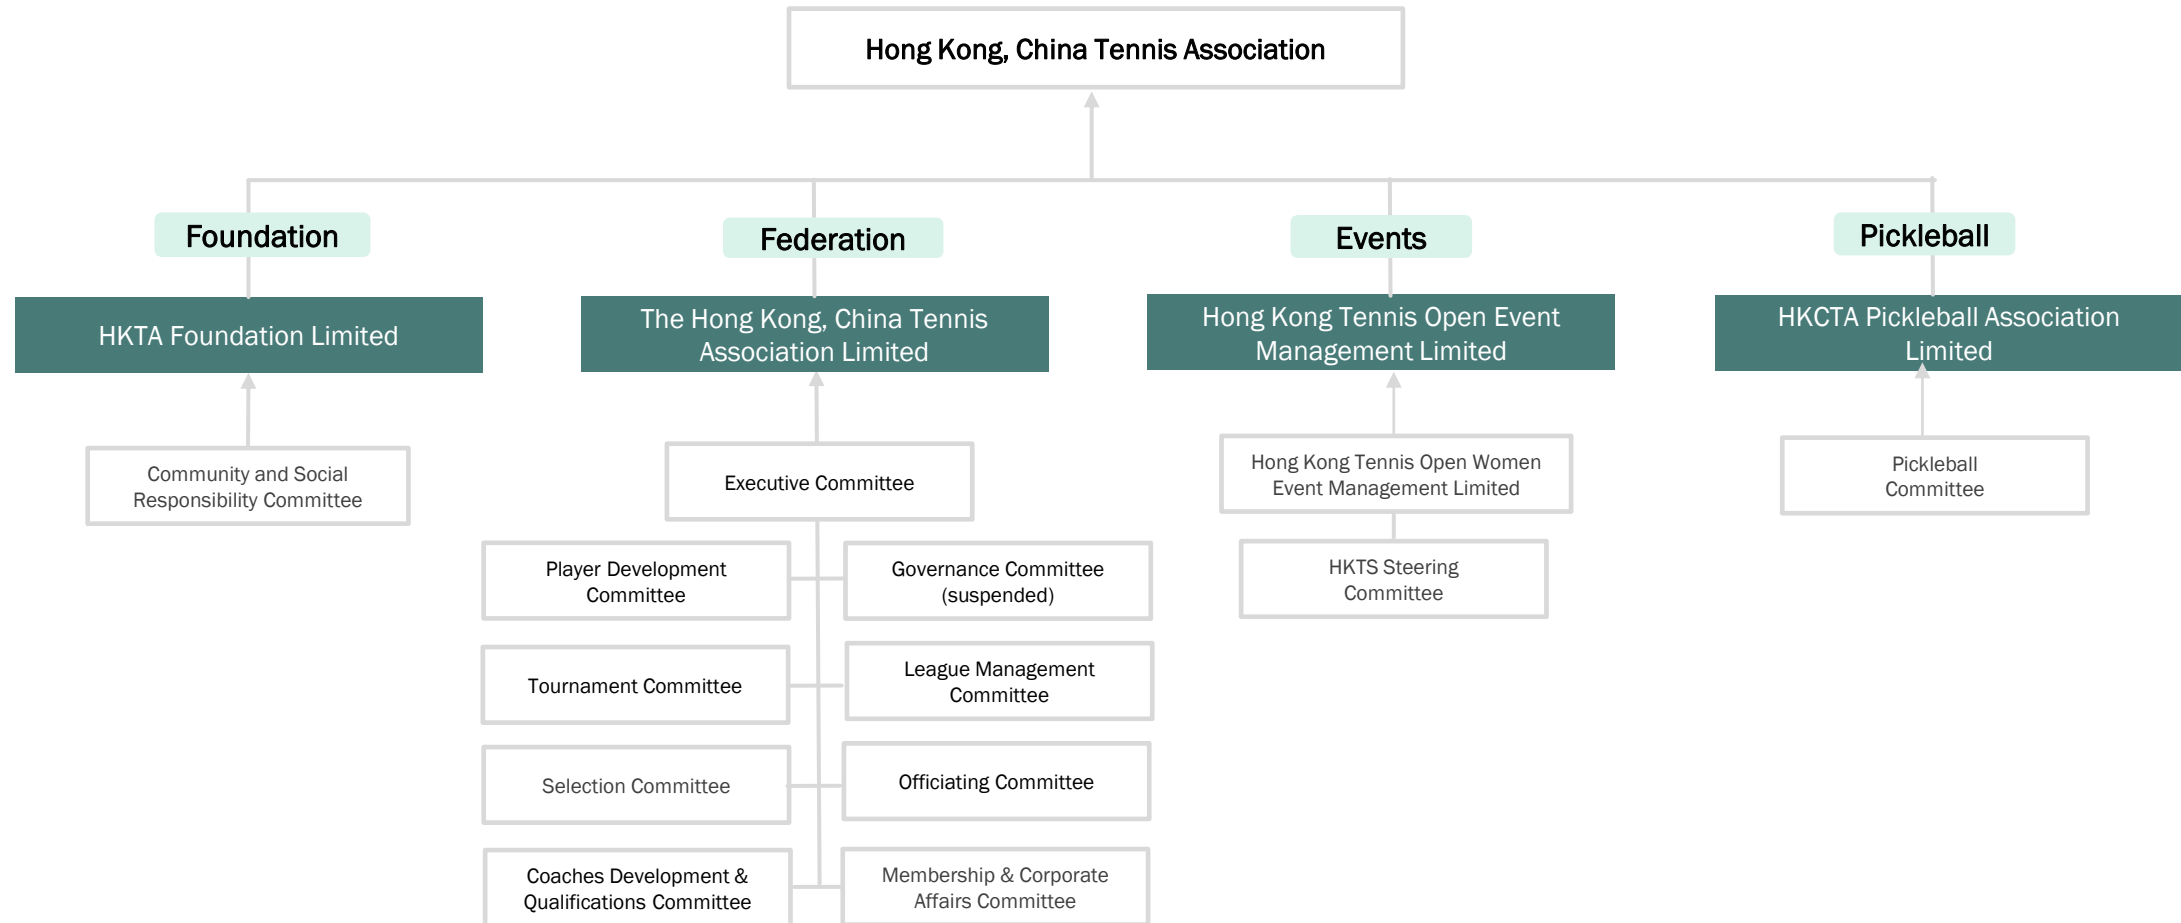 Hong Kong, China Tennis Association
Foundation
Federation
Events
Pickleball
HKTA Foundation Limited
The Hong Kong, China Tennis
Association Limited
Hong Kong Tennis Open Event
Management Limited
HKCTA Pickleball Association
Limited
Community and Social
Responsibility Committee
Executive Committee
Hong Kong Tennis Open Women
Event Management Limited
Pickleball
Committee
Player Development
Committee
Governance Committee
(suspended)
HKTS Steering
Committee
Tournament Committee
League Management
Committee
Selection Committee
Officiating Committee
Coaches Development &
Qualifications Committee
Membership & Corporate
Affairs Committee